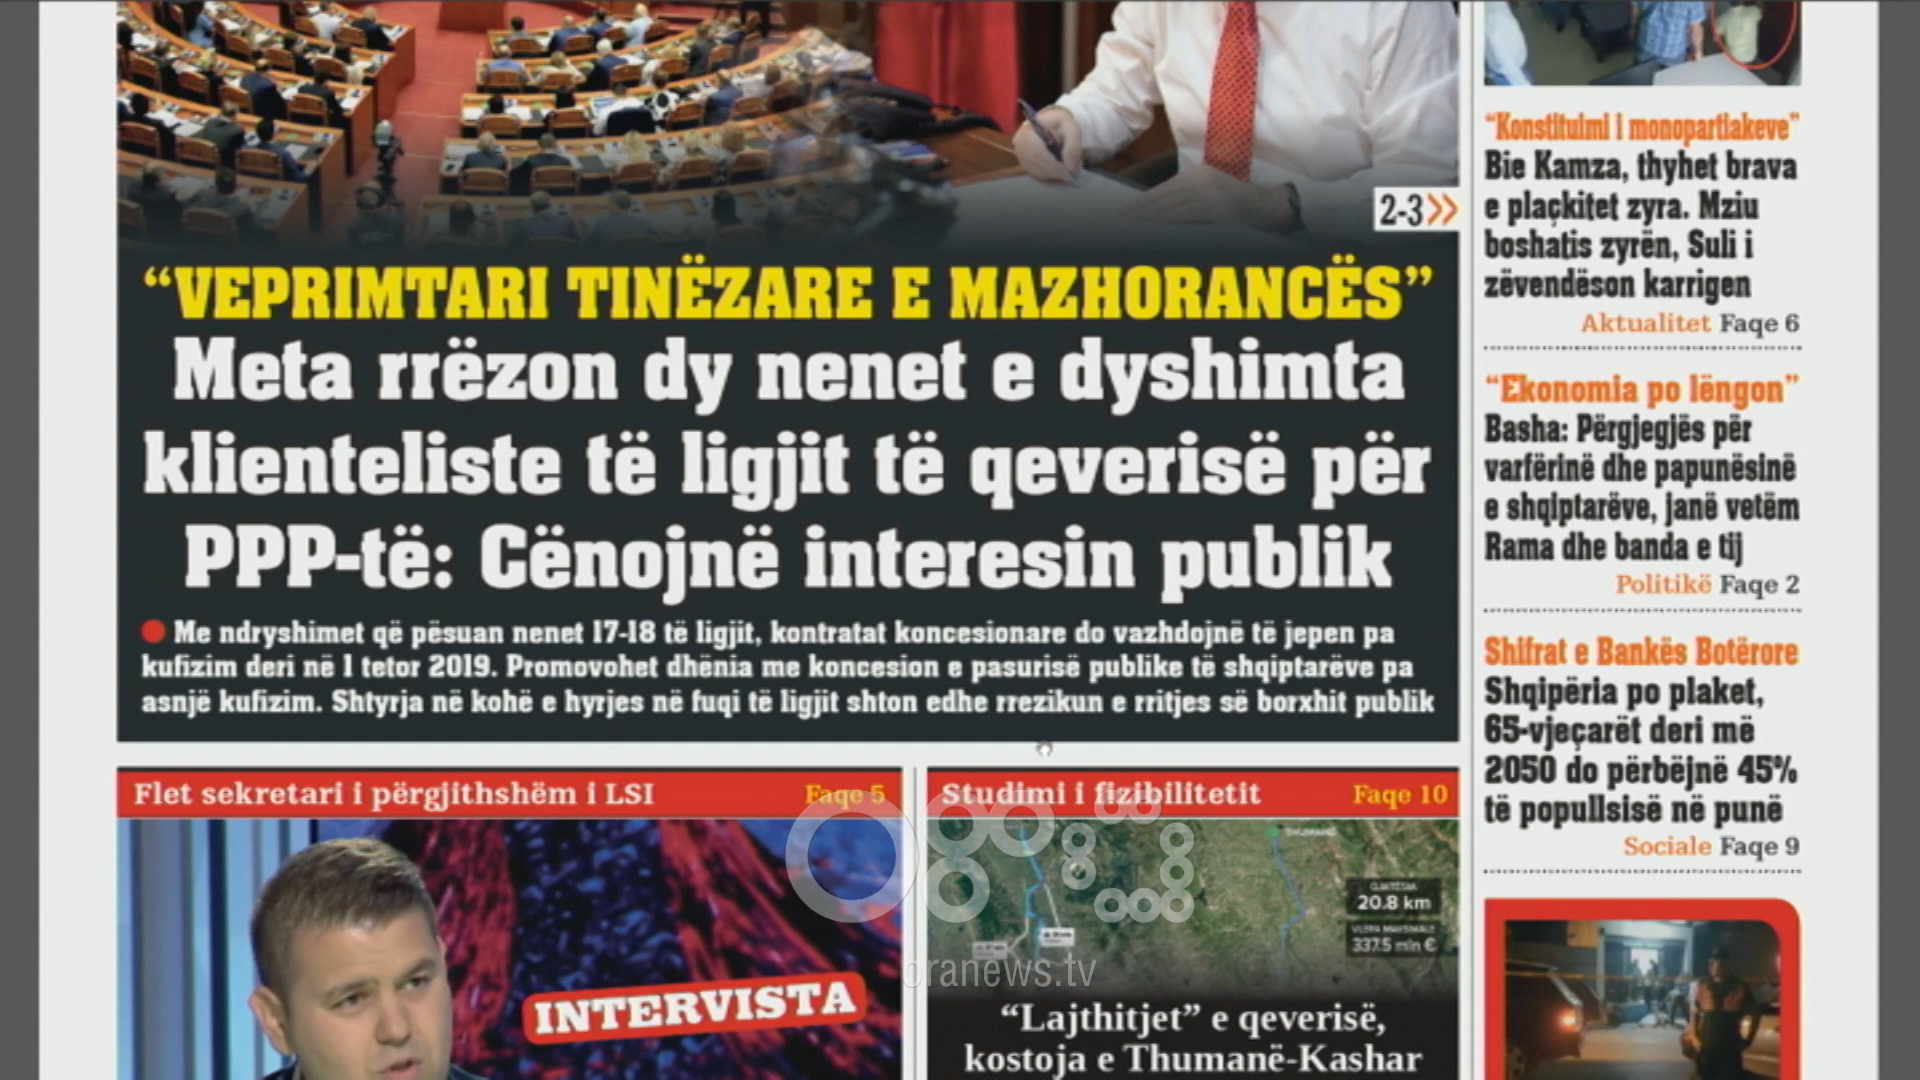 2-3
“VEPRIMTARI TINËZARE E MAZHORANCËS”
Meta rrëzon dy nenet e dyshimta
klienteliste të ligjit të qeverisë për
PPP-të: Cënojnë interesin publik
Me ndryshimet që pësuan nenet 17-18 të ligjit, kontratat koncesionare do vazhdojnë të jepen pa
kufizim deri në 1 tetor 2019. Promovohet dhënia me koncesion e pasurisë publike të shqiptarëve pa
asnjë kufizim. Shtyrja në kohë e hyrjes në fuqi të ligjit shton edhe rrezikun e rritjes së borxhit publik
Flet sekretari i përgjithshëm i LSI Faqe 5
INTERVISTA
Studimi i fizibilitetit Faqe 10
THUMANË
GJATËSIA
20.8 km
VLERA MAKSIMALE
337.5 mln €
oranews.tv
“Lajthitjet” e qeverisë,
kostoja e Thumanë-Kashar
“Konstituimi i monopartiakeve”
Bie Kamza, thyhet brava
e plaçkitet zyra. Mziu
boshatis zyrën, Suli i
zëvendëson karrigen
Aktualitet Faqe 6
“Ekonomia po lëngon”
Basha: Përgjegjës për
varfërinë dhe papunësinë
e shqiptarëve, janë vetëm
Rama dhe banda e tij
Politikë Faqe 2
Shifrat e Bankës Botërore
Shqipëria po plaket,
65-vjeçarët deri më
2050 do përbëjnë 45%
të popullsisë në punë
Sociale Faqe 9